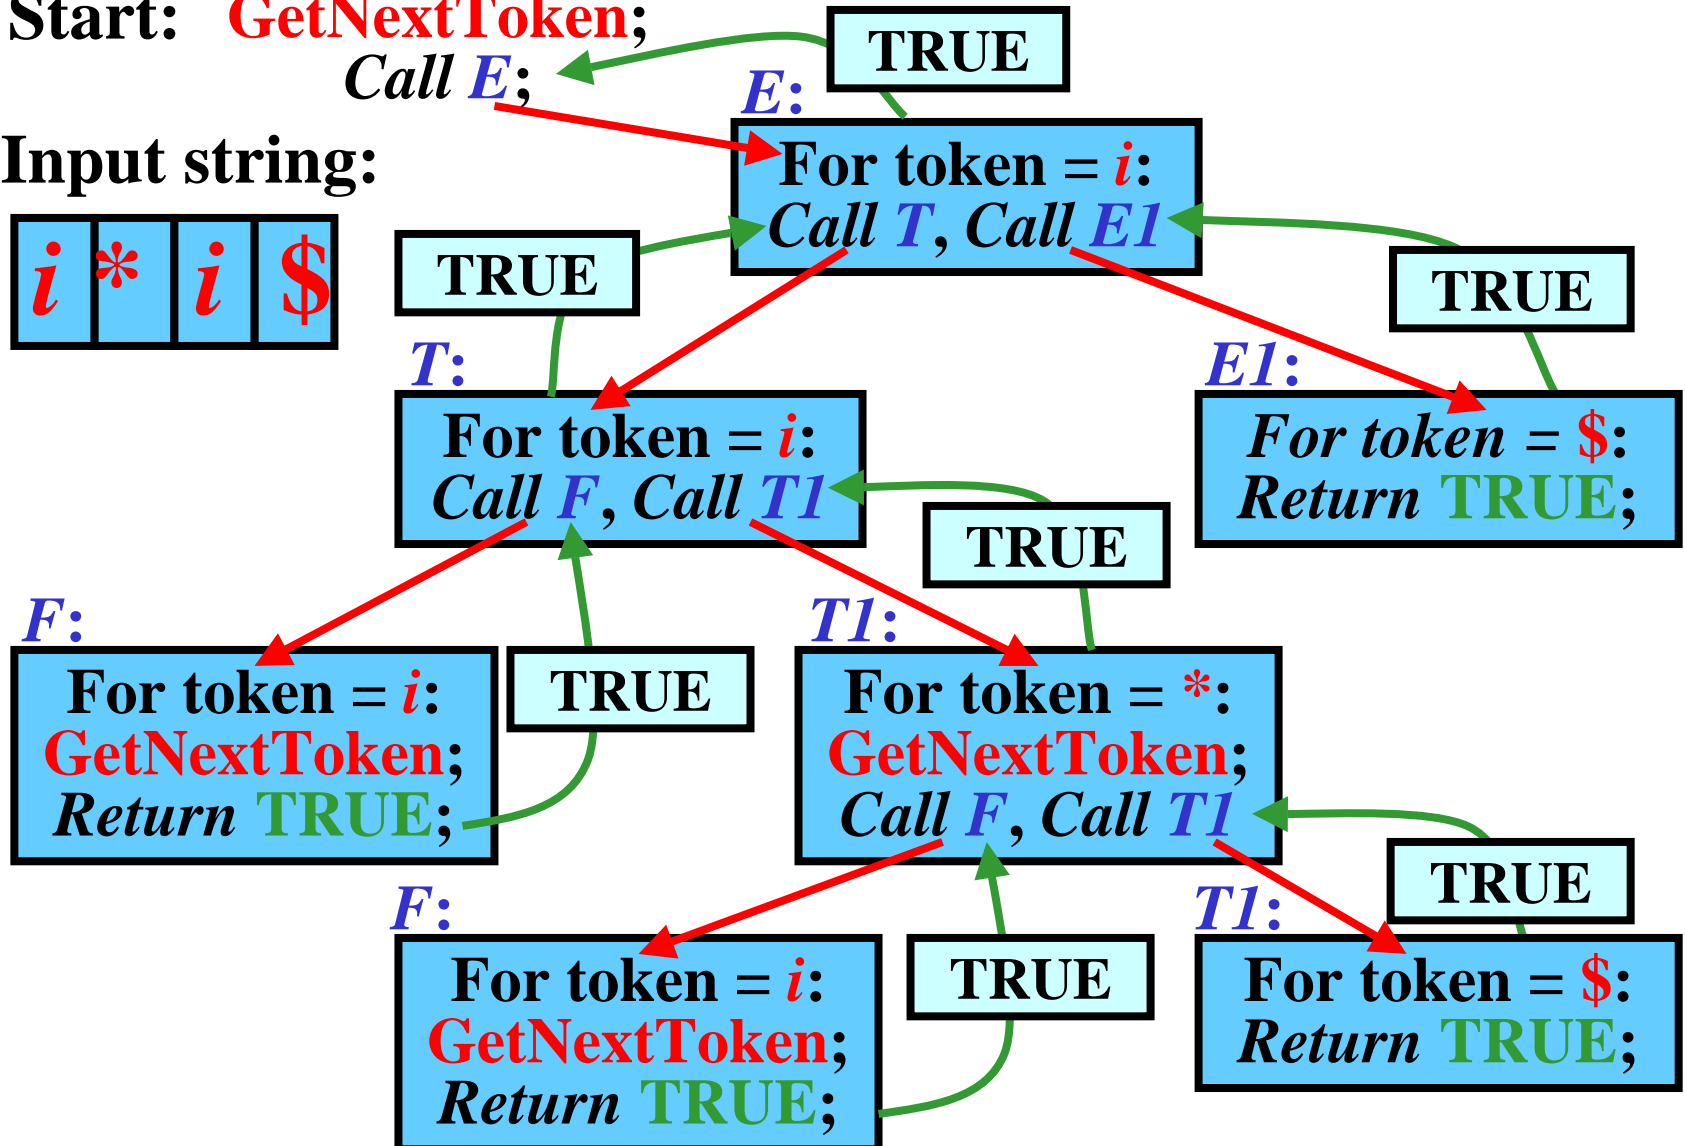 Start: GetNextToken;
Call E;
TRUE
E:
For token = i:
Call T, Call E1
Input string:
i * i $
TRUE
TRUE
T:
For token = i:
Call F, Call T1
E1:
For token = $:
Return TRUE;
TRUE
F:
For token = i:
GetNextToken;
Return TRUE;
TRUE
T1:
For token = *:
GetNextToken;
Call F, Call T1
TRUE
F:
For token = i:
GetNextToken;
Return TRUE;
TRUE
T1:
For token = $:
Return TRUE;